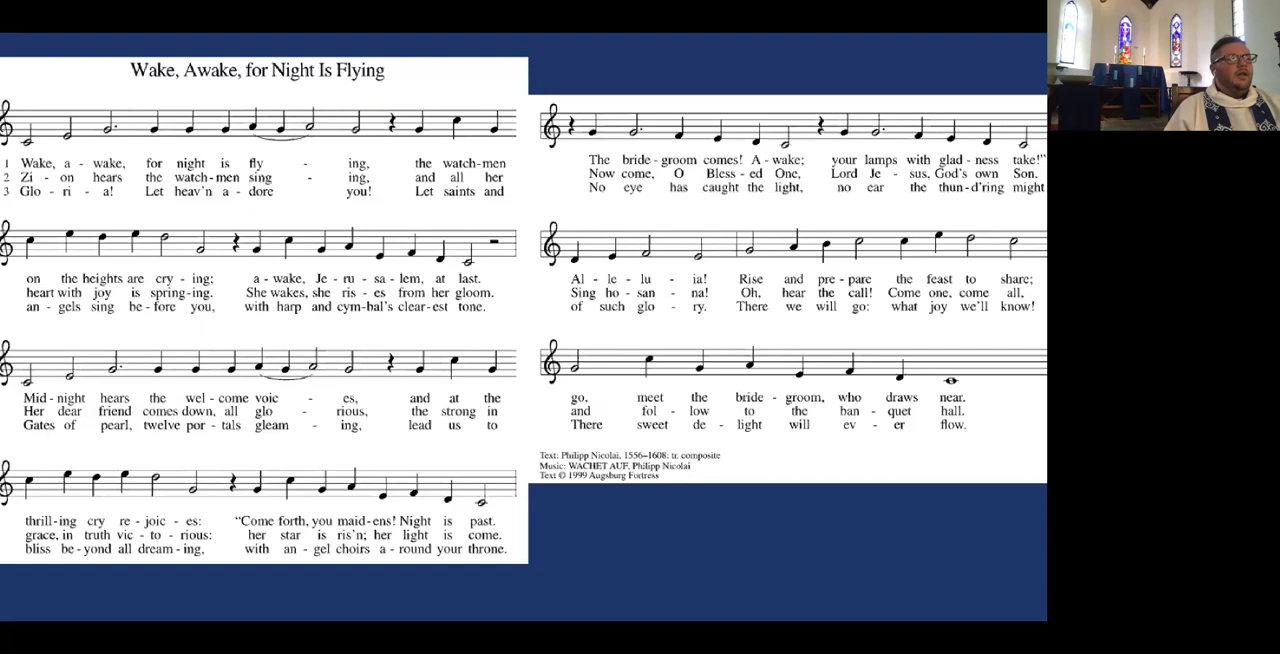 Wake, Awake, for Night Is Flying
1 Wake, a - wake, for night is fly - ing, the watch-men
2 Zi - on hears the watch-men sing - ing, and all her
3 Glo - ri - a! Let heav'n a - dore you! Let saints and
on the heights are cry - ing; a - wake, Je - ru - sa - lem, at last.
heart with joy is spring-ing. She wakes, she ris - es from her gloom.
an - gels sing be - fore you, with harp and cym-bal's clear-est tone.
Mid - night hears the wel - come voic - es, and at the
Her dear friend comes down, all glo - rious, the strong in
Gates of pearl, twelve por - tals gleam - ing, lead us to
thrill-ing cry re - joic - es: “Come forth, you maid-ens! Night is past.
grace, in truth vic - to - rious: her star is ris'n; her light is come.
bliss be - yond all dream-ing, with an - gel choirs a - round your throne.
The bride-groom comes! A - wake; your lamps with glad - ness take!”
Now come, O Bless - ed One, Lord Je - sus, God's own Son.
No eye has caught the light, no ear the thun-d'ring might
Al - le - lu - ia! Rise and pre - pare the feast to share;
Sing ho - san - na! Oh, hear the call! Come one, come all,
of such glo - ry. There we will go: what joy we'll know!
go, meet the bride - groom, who draws near.
and fol - low to the ban - quet hall.
There sweet de - light will ev - er flow.
Text: Philipp Nicolai, 1556–1608; tr. composite
Music: WACHET AUF, Philipp Nicolai
Text © 1999 Augsburg Fortress